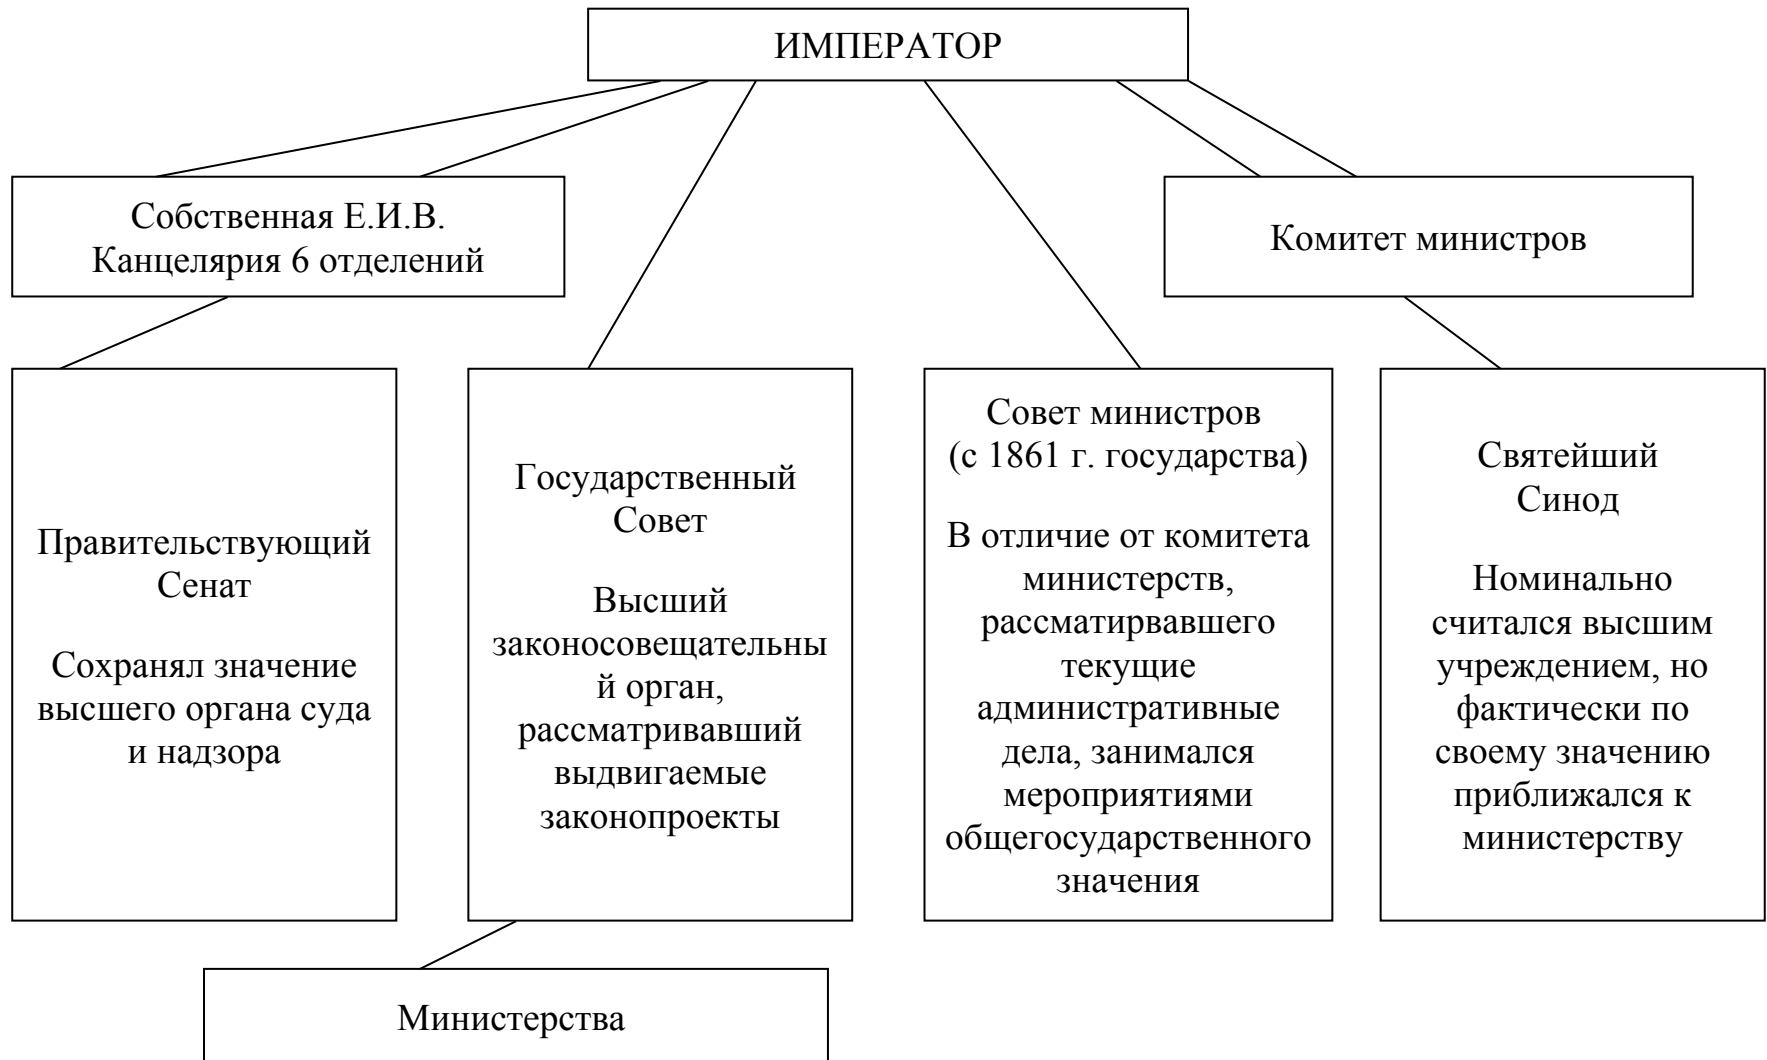 ИМПЕРАТОР
Собственная Е.И.В.
Канцелярия 6 отделений
Комитет министров
Правительствующий
Сенат
Сохранял значение
высшего органа суда
и надзора
Государственный
Совет
Высший
законосовещательны
й орган,
рассматривавший
выдвигаемые
законопроекты
Совет министров
(с 1861 г. государства)
В отличие от комитета
министерств,
рассматирвавшего
текущие
административные
дела, занимался
мероприятиями
общегосударственного
значения
Святейший
Синод
Номинально
считался высшим
учреждением, но
фактически по
своему значению
приближался к
министерству
Министерства